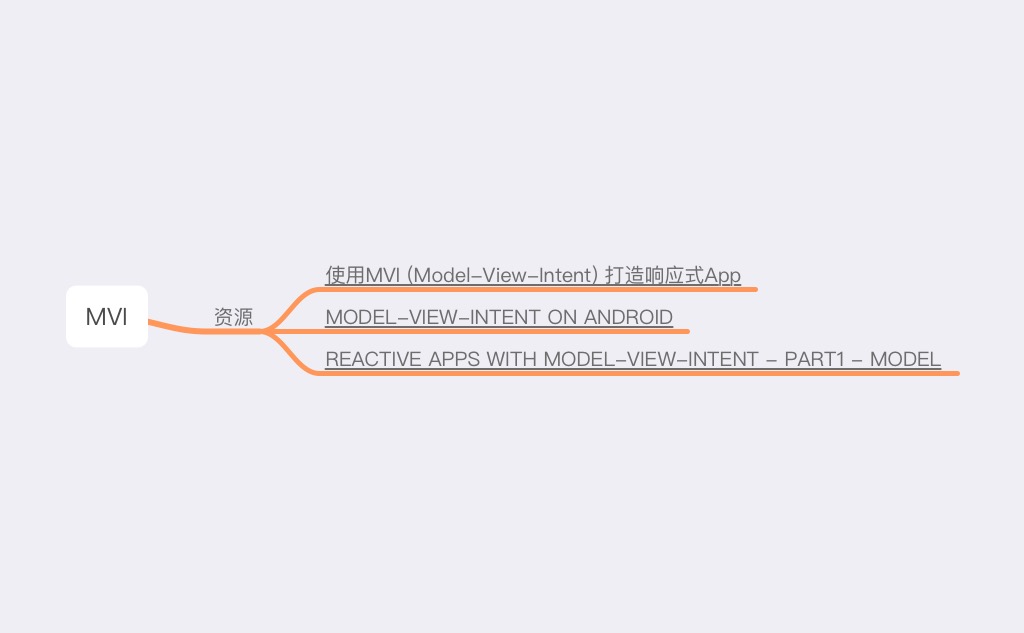 MVI
资源
使用MVI (Model-View-Intent) 打造响应式App
MODEL-VIEW-INTENT ON ANDROID
REACTIVE APPS WITH MODEL-VIEW-INTENT - PART1 - MODEL